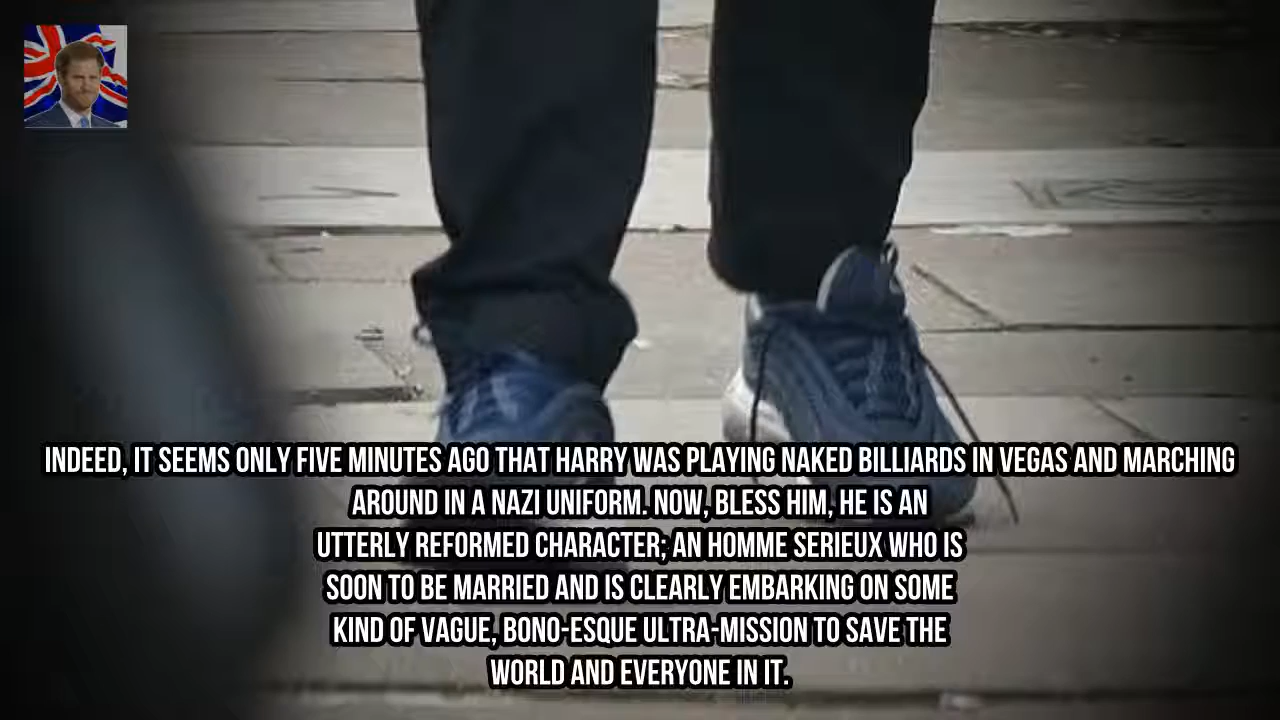 INDEED, IT SEEMS ONLY FIVE MINUTES AGO THAT HARRY WAS PLAYING NAKED BILLIARDS IN VEGAS AND MARCHING
AROUND IN A NAZI UNIFORM. NOW, BLESS HIM, HE IS AN
UTTERLY REFORMED CHARACTER; AN HOMME SERIEUX WHO IS
SOON TO BE MARRIED AND IS CLEARLY EMBARKING ON SOME
KIND OF VAGUE, BONO-ESQUE ULTRA-MISSION TO SAVE THE
WORLD AND EVERYONE IN IT.